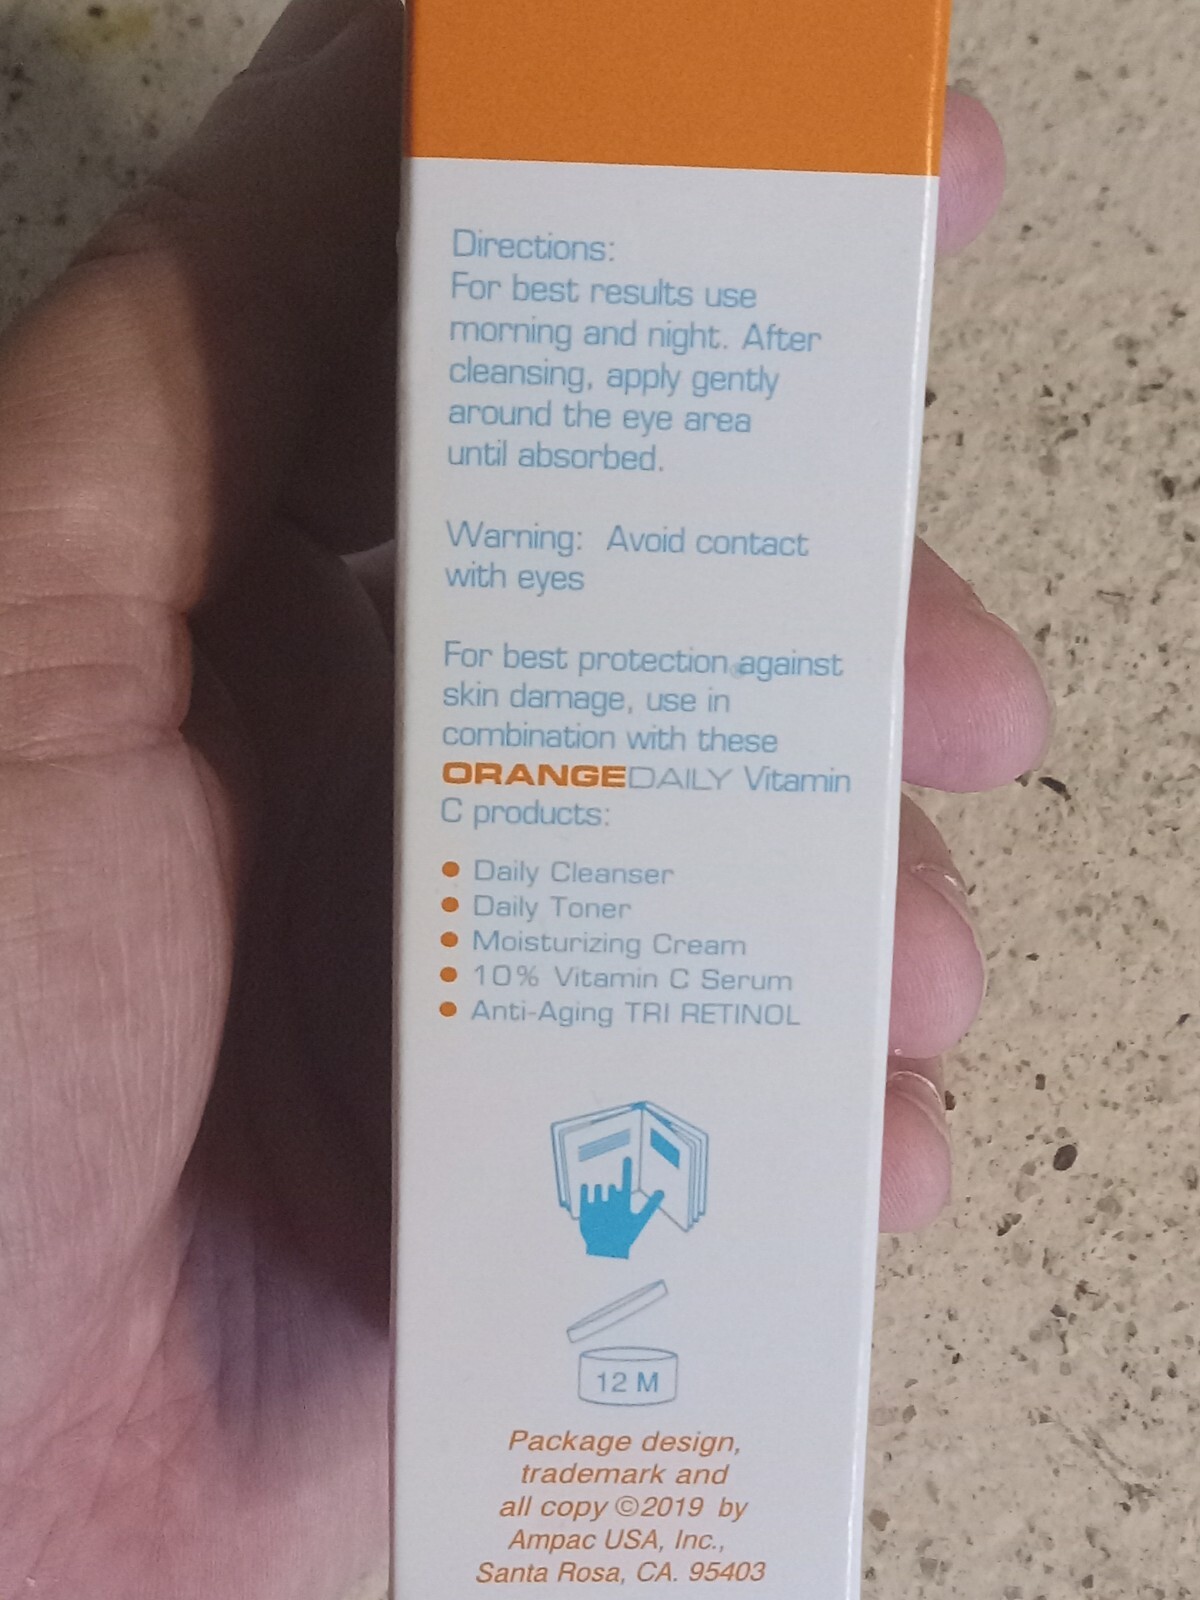 Directions:
For best results use
morning and night. After
cleansing, apply gently
around the eye area
until absorbed.
Warning: Avoid contact
with eyes
For best protection against
skin damage, use in
combination with these
ORANGEDAILY Vitamin
C products:
• Daily Cleanser
• Daily Toner
• Moisturizing Cream
• 10% Vitamin C Serum
• Anti-Aging TRI RETINOL
12 M
Package design,
trademark and
all copy ©2019 by
Ampac USA, Inc.,
Santa Rosa, CA. 95403